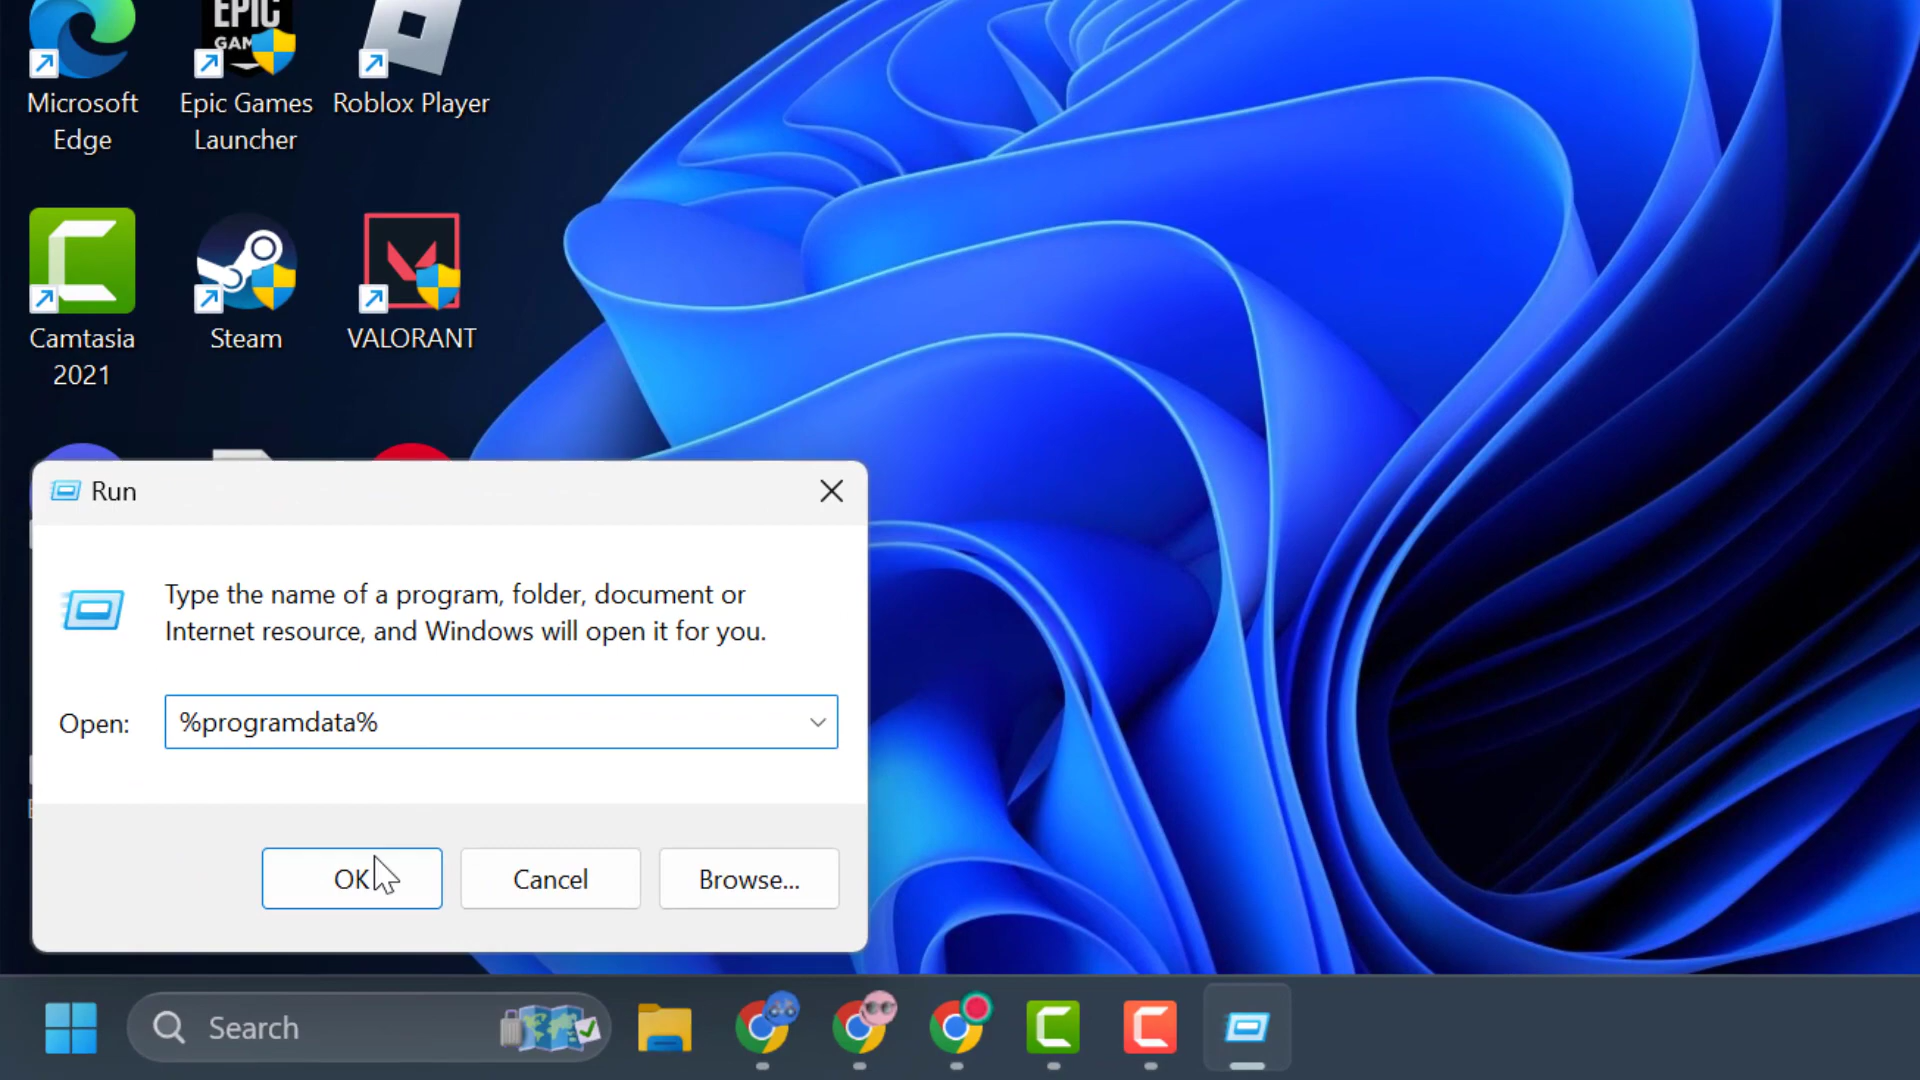 Microsoft
Edge
EPIC
GAM
Epic Games
Launcher
Roblox Player
Camtasia
2021
Steam
VALORANT
Run
Type the name of a program, folder, document or
Internet resource, and Windows will open it for you.
Open:
%programdata%
OK
Cancel
Browse...
Search